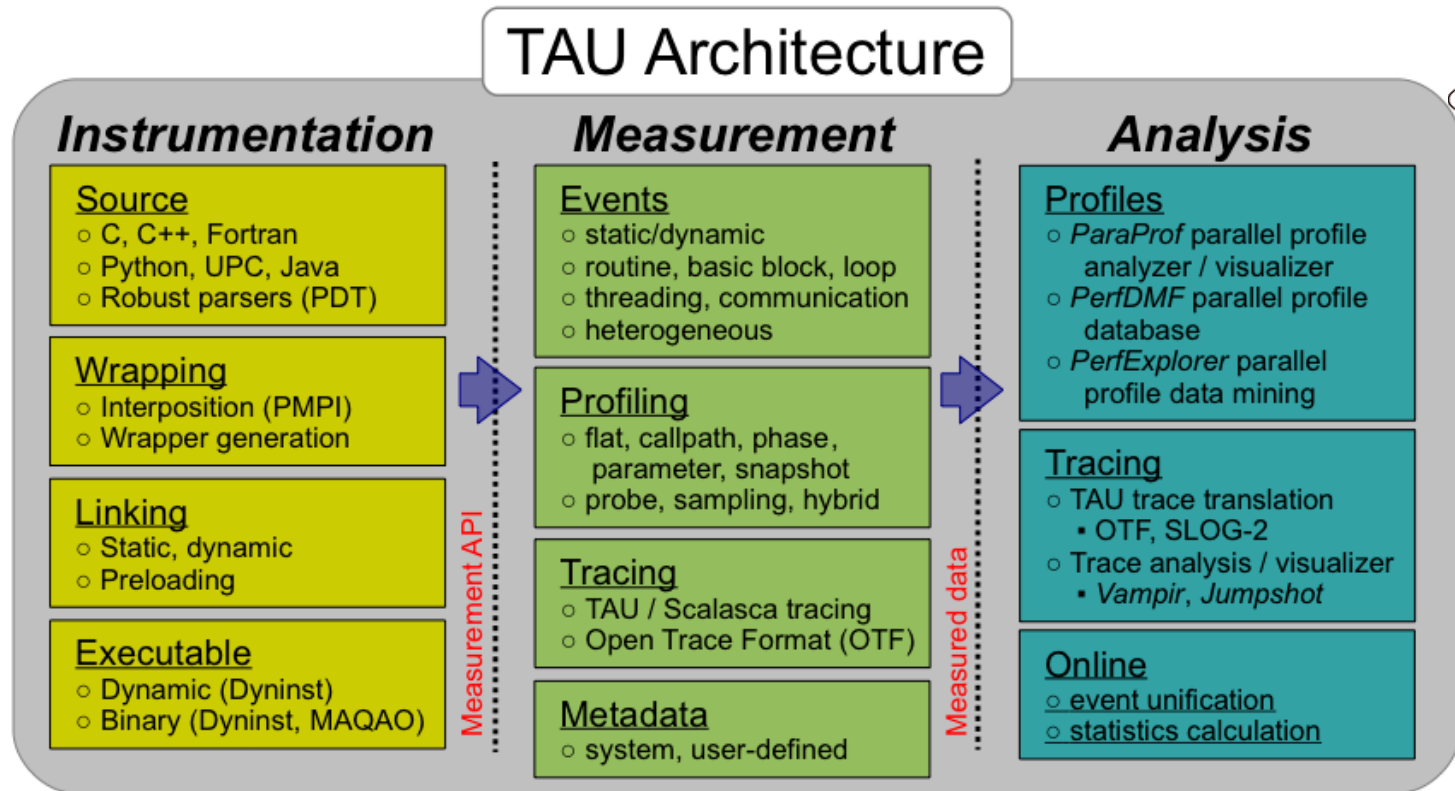 TAU Architecture
Instrumentation
Source
○ C, C++, Fortran
○ Python, UPC, Java
○ Robust parsers (PDT)
Wrapping
○ Interposition (PMPI)
○ Wrapper generation
Linking
○ Static, dynamic
○ Preloading
Executable
○ Dynamic (Dyninst)
○ Binary (Dyninst, MAQAO)
Measurement API
Measurement
Events
○ static/dynamic
○ routine, basic block, loop
○ threading, communication
○ heterogeneous
Profiling
○ flat, callpath, phase,
parameter, snapshot
○ probe, sampling, hybrid
Tracing
○ TAU / Scalasca tracing
○ Open Trace Format (OTF)
Metadata
○ system, user-defined
Measured data
Analysis
Profiles
○ ParaProf parallel profile
analyzer / visualizer
○ PerfDMF parallel profile
database
○ PerfExplorer parallel
profile data mining
Tracing
○ TAU trace translation
▪ OTF, SLOG-2
○ Trace analysis / visualizer
▪ Vampir, Jumpshot
Online
○ event unification
○ statistics calculation